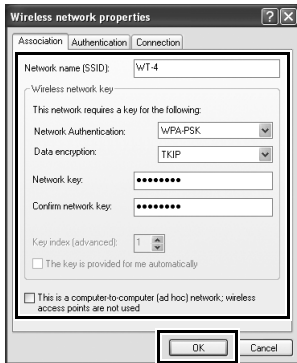 Wireless network properties
Association Authentication Connection
Network name (SSID): WT-4
Wireless network key
This network requires a key for the following:
Network Authentication: WPA-PSK
Data encryption: TKIP
Network key: ••••••••
Confirm network key: ••••••••
Key index (advanced): 1
The key is provided for me automatically
This is a computer-to-computer (ad hoc) network; wireless
access points are not used
OK Cancel